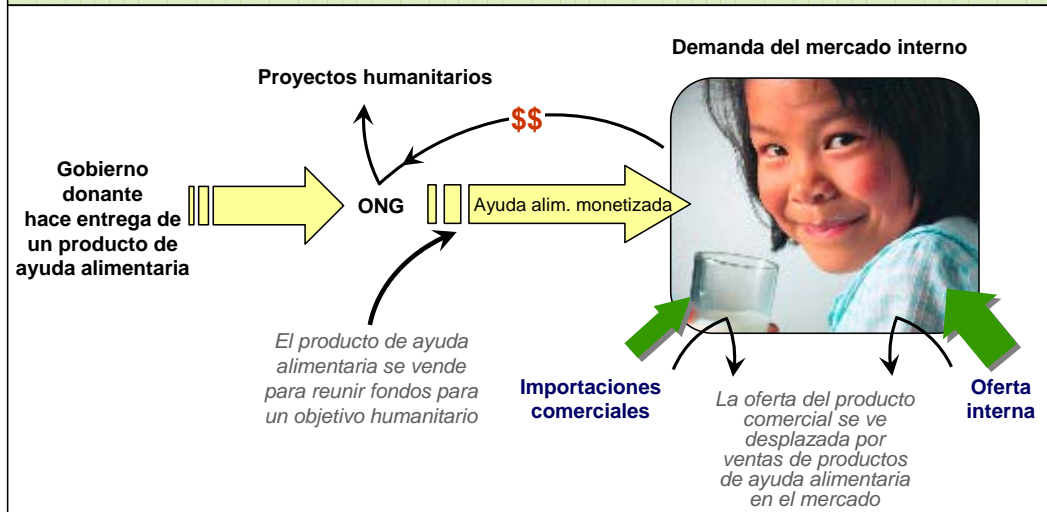 Demanda del mercado interno
Proyectos humanitarios
$$
Gobierno
donante
hace entrega de
un producto de
ayuda alimentaria
ONG
Ayuda alim. monetizada
El producto de ayuda
alimentaria se vende
para reunir fondos para
un objetivo humanitario
Importaciones
comerciales
La oferta del producto
comercial se ve
desplazada por
ventas de productos
de ayuda alimentaria
en el mercado
Oferta
interna